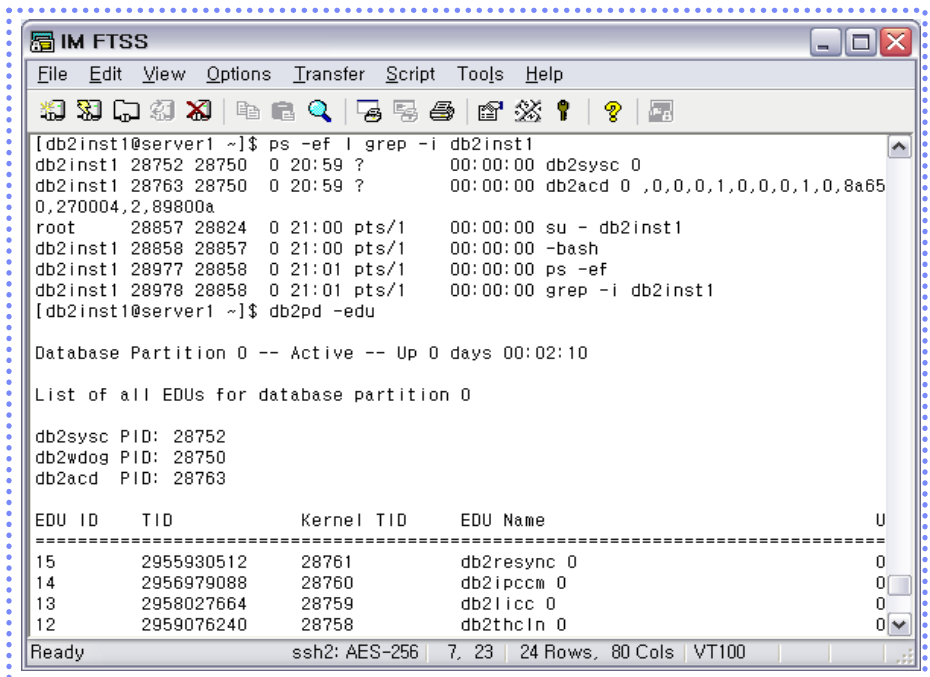 IM FTSS
File Edit View Options Transfer Script Tools Help
[db2inst1@server1 ~]$ ps -ef | grep -i db2inst1
db2inst1 28752 28750 0 20:59 ? 00:00:00 db2sysc 0
db2inst1 28763 28750 0 20:59 ? 00:00:00 db2acd 0 ,0,0,0,1,0,0,0,1,0,8a65
0,270004,2,89800a
root 28857 28824 0 21:00 pts/1 00:00:00 su - db2inst1
db2inst1 28858 28857 0 21:00 pts/1 00:00:00 -bash
db2inst1 28977 28858 0 21:01 pts/1 00:00:00 ps -ef
db2inst1 28978 28858 0 21:01 pts/1 00:00:00 grep -i db2inst1
[db2inst1@server1 ~]$ db2pd -edu
Database Partition 0 -- Active -- Up 0 days 00:02:10
List of all EDUs for database partition 0
db2sysc PID: 28752
db2wdog PID: 28750
db2acd PID: 28763
EDU ID TID Kernel TID EDU Name U
================================================================================
15 2955930512 28761 db2resync 0 0
14 2956979088 28760 db2ipccm 0 0
13 2958027664 28759 db2licc 0 0
12 2959076240 28758 db2thcln 0 0
Ready ssh2: AES-256 7, 23 24 Rows, 80 Cols VT100